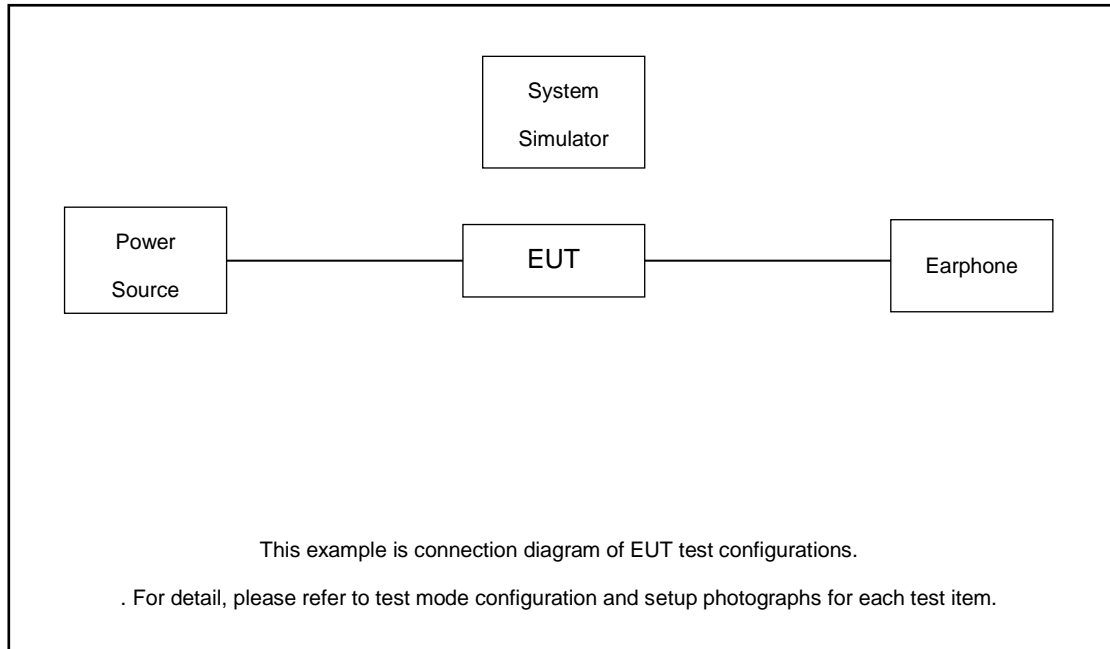 System
Simulator
Power
Source
EUT
Earphone
This example is connection diagram of EUT test configurations.
. For detail, please refer to test mode configuration and setup photographs for each test item.